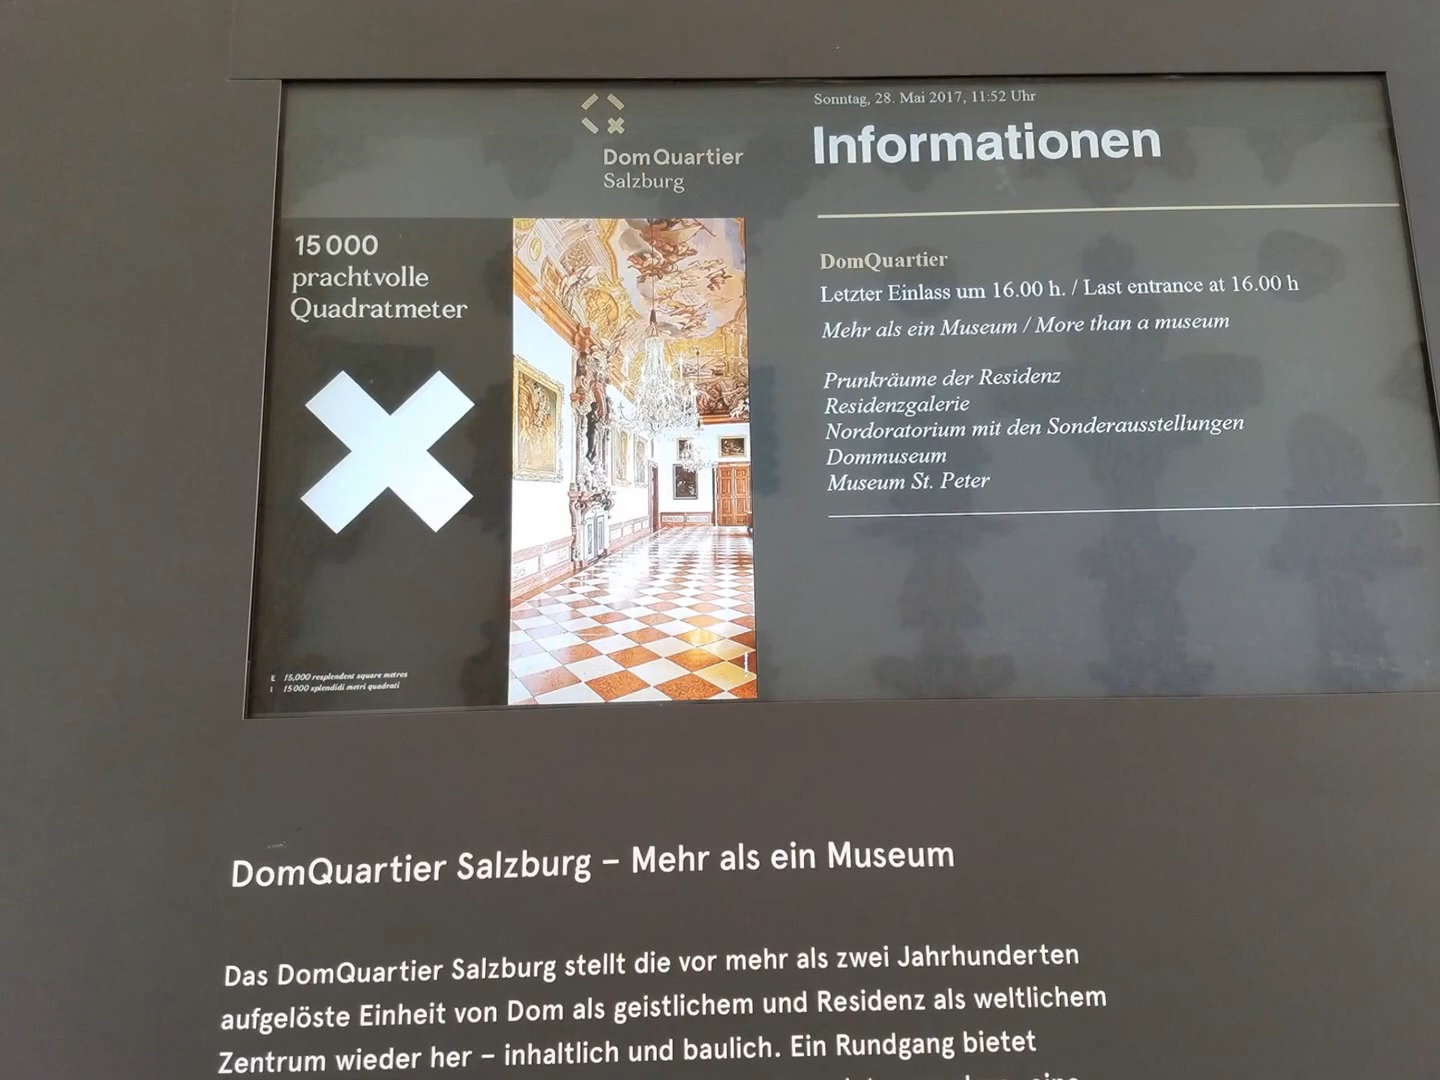 Sonntag, 28. Mai 2017, 11:52 Uhr
Informationen
DomQuartier
Salzburg
15 000
prachtvolle
Quadratmeter
E 15,000 resplendent square metres
I 15 000 splendidi metri quadrati
DomQuartier
Letzter Einlass um 16.00 h. / Last entrance at 16.00 h
Mehr als ein Museum / More than a museum
Prunkräume der Residenz
Residenzgalerie
Nordoratorium mit den Sonderausstellungen
Dommuseum
Museum St. Peter
DomQuartier Salzburg – Mehr als ein Museum
Das DomQuartier Salzburg stellt die vor mehr als zwei Jahrhunderten
aufgelöste Einheit von Dom als geistlichem und Residenz als weltlichem
Zentrum wieder her – inhaltlich und baulich. Ein Rundgang bietet